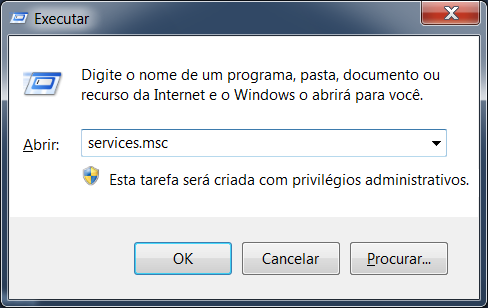 Executar
Digite o nome de um programa, pasta, documento ou
recurso da Internet e o Windows o abrirá para você.
Abrir: services.msc
Esta tarefa será criada com privilégios administrativos.
OK Cancelar Procurar...